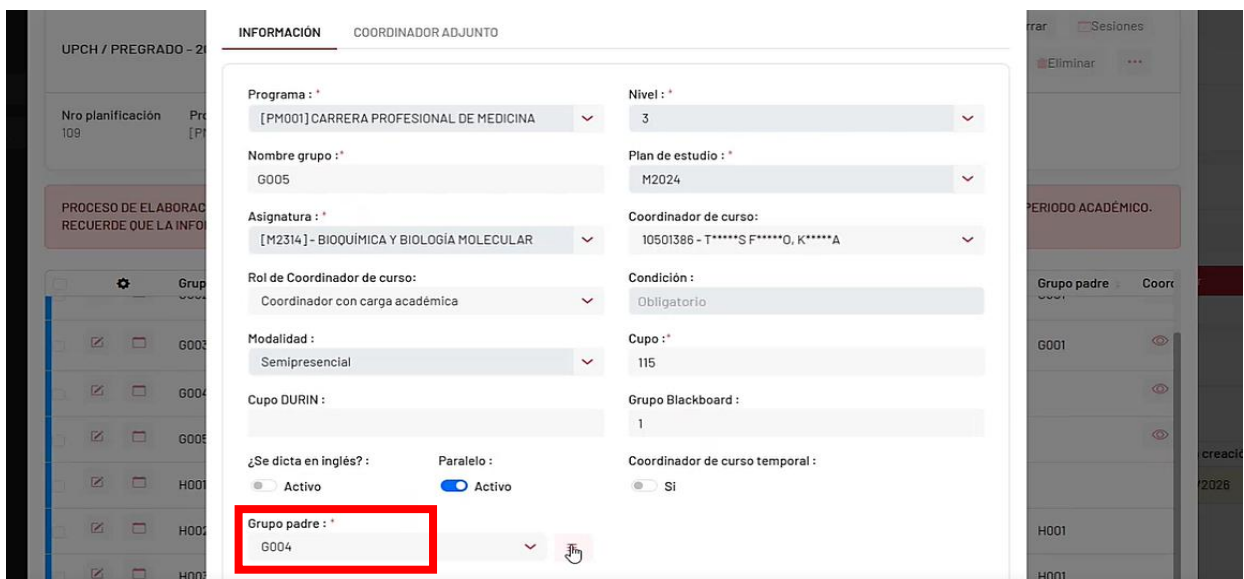 INFORMACIÓN COORDINADOR ADJUNTO
Sesiones
UPCH / PREGRADO - 20
Eliminar ...
Programa : * Nivel : *
[PM001] CARRERA PROFESIONAL DE MEDICINA 3
Nro planificación
109
Nombre grupo :* Plan de estudio : *
G005 M2024
PROCESO DE ELABORAC PERIODO ACADÉMICO.
RECUERDE QUE LA INFO
Asignatura : * Coordinador de curso:
[M2314] - BIOQUÍMICA Y BIOLOGÍA MOLECULAR 10501386 - T*****S F*****O, K*****A
Rol de Coordinador de curso: Condición :
Grup Grupo padre Coord
Coordinador con carga académica Obligatorio
Modalidad : Cupo :*
G003 G001
Semipresencial 115
G004
Cupo DURIN : Grupo Blackboard :
1
G005
¿Se dicta en inglés? : Paralelo : Coordinador de curso temporal :
creació
H001 Activo Activo Si /2026
Grupo padre : *
H002 H001
G004
H003 H001